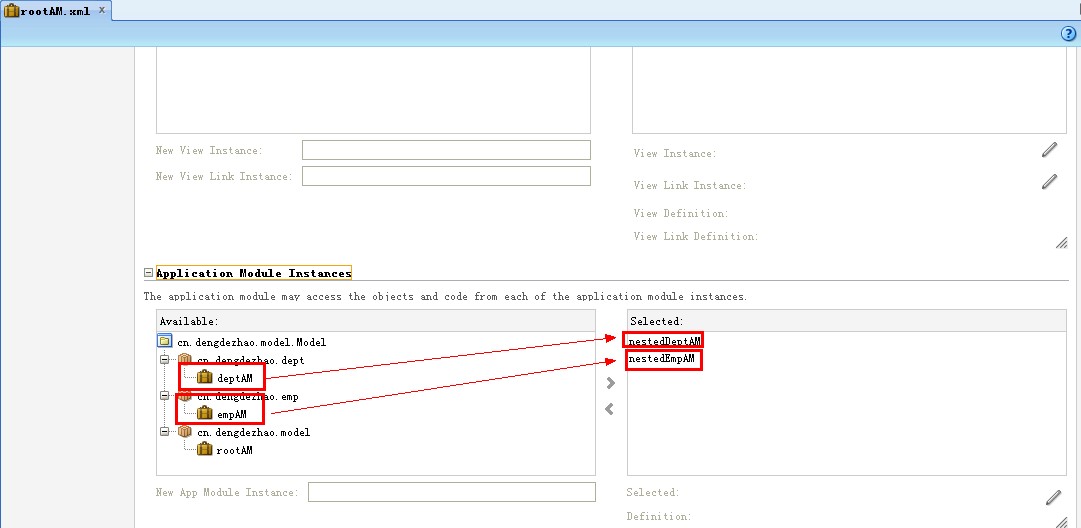 rootAM.xml
New View Instance:
New View Link Instance:
View Instance:
View Link Instance:
View Definition:
View Link Definition:
Application Module Instances
The application module may access the objects and code from each of the application module instances.
Available:
cn.dengdezhao.model.Model
cn.dengdezhao.dept
deptAM
cn.dengdezhao.emp
empAM
cn.dengdezhao.model
rootAM
Selected:
nestedDeptAM
nestedEmpAM
New App Module Instance:
Selected:
Definition: